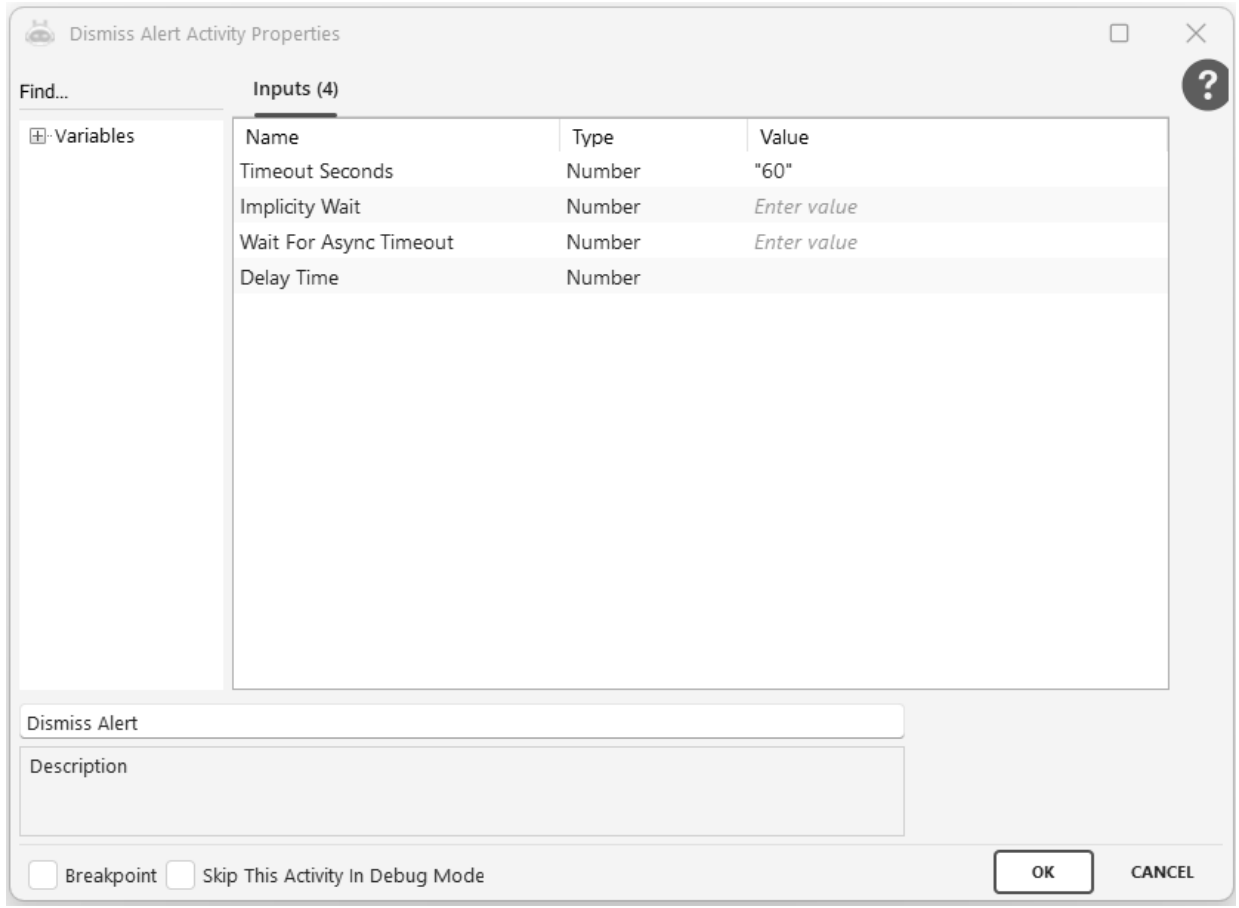 Dismiss Alert Activity Properties
?
Find...
Inputs (4)
Variables
Name Type Value
Timeout Seconds Number "60"
Implicity Wait Number Enter value
Wait For Async Timeout Number Enter value
Delay Time Number
Dismiss Alert
Description
Breakpoint Skip This Activity In Debug Mode OK CANCEL